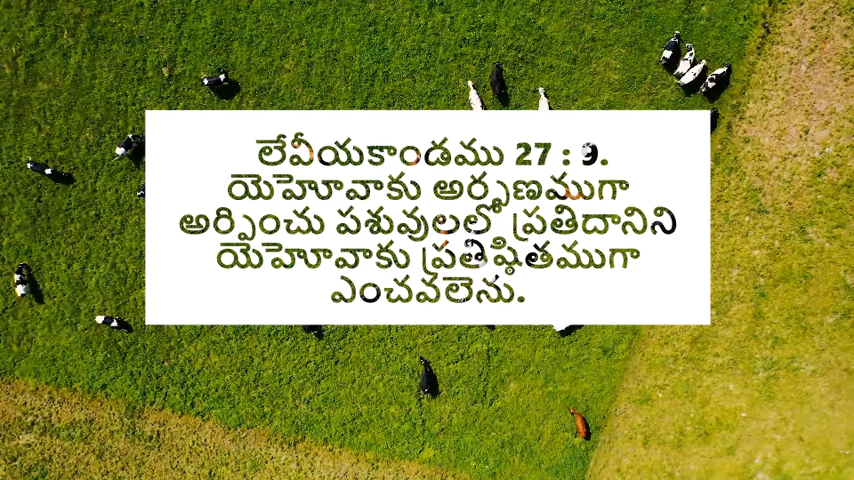 లేవీయకాండము 27 : 9.
యెహోవాకు అర్పణముగా
అర్పించు పశువులలో ప్రతిదానిని
యెహోవాకు ప్రతిష్ఠితముగా
ఎంచవలెను.